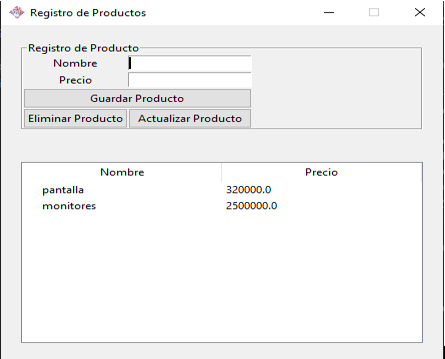 Registro de Productos
Registro de Producto
Nombre
Precio
Guardar Producto
Eliminar Producto Actualizar Producto
Nombre Precio
pantalla 320000.0
monitores 2500000.0